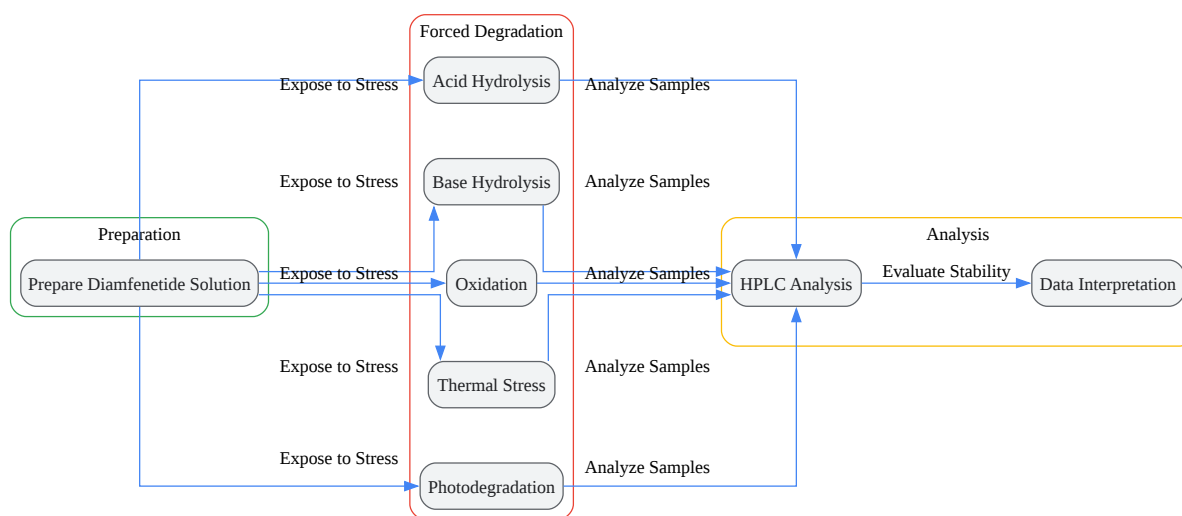 Forced Degradation
Expose to Stress
Acid Hydrolysis
Analyze Samples
Expose to Stress
Base Hydrolysis
Analyze Samples
Preparation
Analysis
Prepare Diamfenetide Solution
Expose to Stress
Oxidation
Analyze Samples
HPLC Analysis
Evaluate Stability
Data Interpretation
Expose to Stress
Thermal Stress
Analyze Samples
Expose to Stress
Photodegradation
Analyze Samples